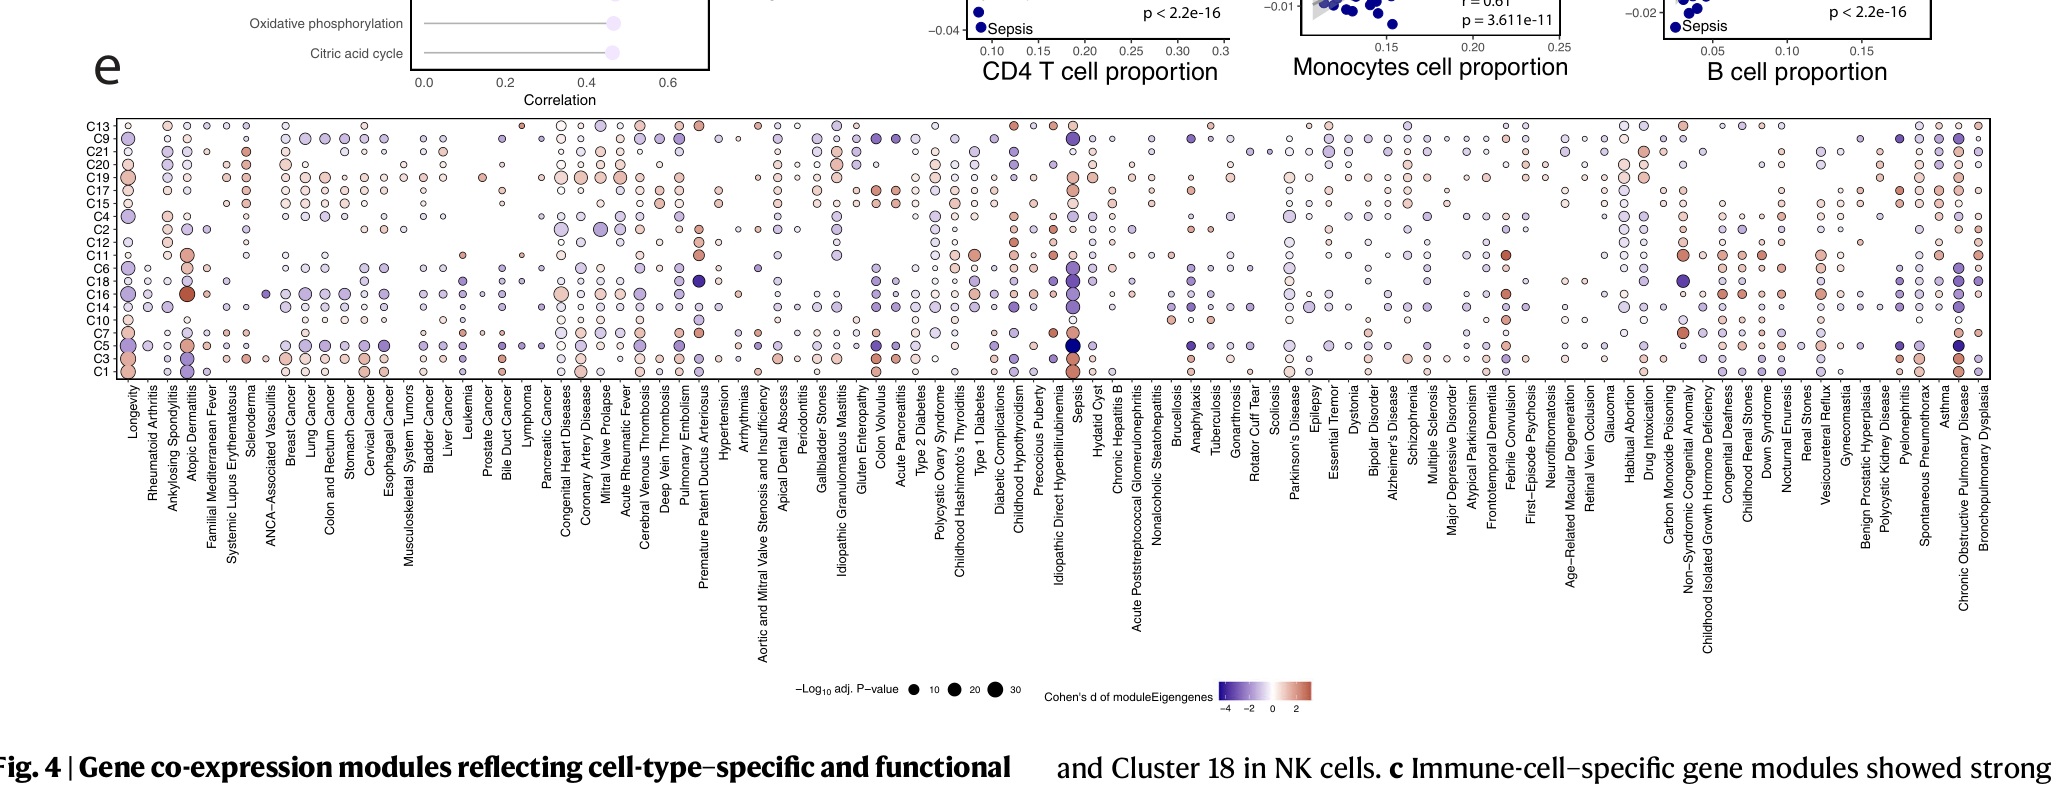 Oxidative phosphorylation
Citric acid cycle
0.0 0.2 0.4 0.6
Correlation
−0.04
Sepsis
p < 2.2e-16
0.10 0.15 0.20 0.25 0.30 0.3
CD4 T cell proportion
−0.01
r = 0.61
p = 3.611e-11
0.15 0.20 0.25
Monocytes cell proportion
−0.02
Sepsis
p < 2.2e-16
0.05 0.10 0.15
B cell proportion
e
C13
C9
C21
C20
C19
C17
C15
C4
C2
C12
C11
C6
C18
C16
C14
C10
C7
C5
C3
C1
Longevity
Rheumatoid Arthritis
Ankylosing Spondylitis
Atopic Dermatitis
Familial Mediterranean Fever
Systemic Lupus Erythematosus
Scleroderma
ANCA−Associated Vasculitis
Breast Cancer
Lung Cancer
Colon and Rectum Cancer
Stomach Cancer
Cervical Cancer
Esophageal Cancer
Musculoskeletal System Tumors
Bladder Cancer
Liver Cancer
Leukemia
Prostate Cancer
Bile Duct Cancer
Lymphoma
Pancreatic Cancer
Congenital Heart Diseases
Coronary Artery Disease
Mitral Valve Prolapse
Acute Rheumatic Fever
Cerebral Venous Thrombosis
Deep Vein Thrombosis
Pulmonary Embolism
Premature Patent Ductus Arteriosus
Hypertension
Arrhythmias
Aortic and Mitral Valve Stenosis and Insufficiency
Apical Dental Abscess
Periodontitis
Gallbladder Stones
Idiopathic Granulomatous Mastitis
Gluten Enteropathy
Colon Volvulus
Acute Pancreatitis
Type 2 Diabetes
Polycystic Ovary Syndrome
Childhood Hashimoto's Thyroiditis
Type 1 Diabetes
Diabetic Complications
Childhood Hypothyroidism
Precocious Puberty
Idiopathic Direct Hyperbilirubinemia
Sepsis
Hydatid Cyst
Chronic Hepatitis B
Acute Poststreptococcal Glomerulonephritis
Nonalcoholic Steatohepatitis
Brucellosis
Anaphylaxis
Tuberculosis
Gonarthrosis
Rotator Cuff Tear
Scoliosis
Parkinson's Disease
Epilepsy
Essential Tremor
Dystonia
Bipolar Disorder
Alzheimer's Disease
Schizophrenia
Multiple Sclerosis
Major Depressive Disorder
Atypical Parkinsonism
Frontotemporal Dementia
Febrile Convulsion
First−Episode Psychosis
Neurofibromatosis
Age−Related Macular Degeneration
Retinal Vein Occlusion
Glaucoma
Habitual Abortion
Drug Intoxication
Carbon Monoxide Poisoning
Non−Syndromic Congenital Anomaly
Childhood Isolated Growth Hormone Deficiency
Congenital Deafness
Childhood Renal Stones
Down Syndrome
Nocturnal Enuresis
Renal Stones
Vesicoureteral Reflux
Gynecomastia
Benign Prostatic Hyperplasia
Polycystic Kidney Disease
Pyelonephritis
Spontaneous Pneumothorax
Asthma
Chronic Obstructive Pulmonary Disease
Bronchopulmonary Dysplasia
−Log10 adj. P−value 10 20 30
Cohen's d of moduleEigengenes
−4 −2 0 2
Fig. 4 | Gene co-expression modules reflecting cell-type–specific and functional
and Cluster 18 in NK cells. c Immune-cell–specific gene modules showed strong